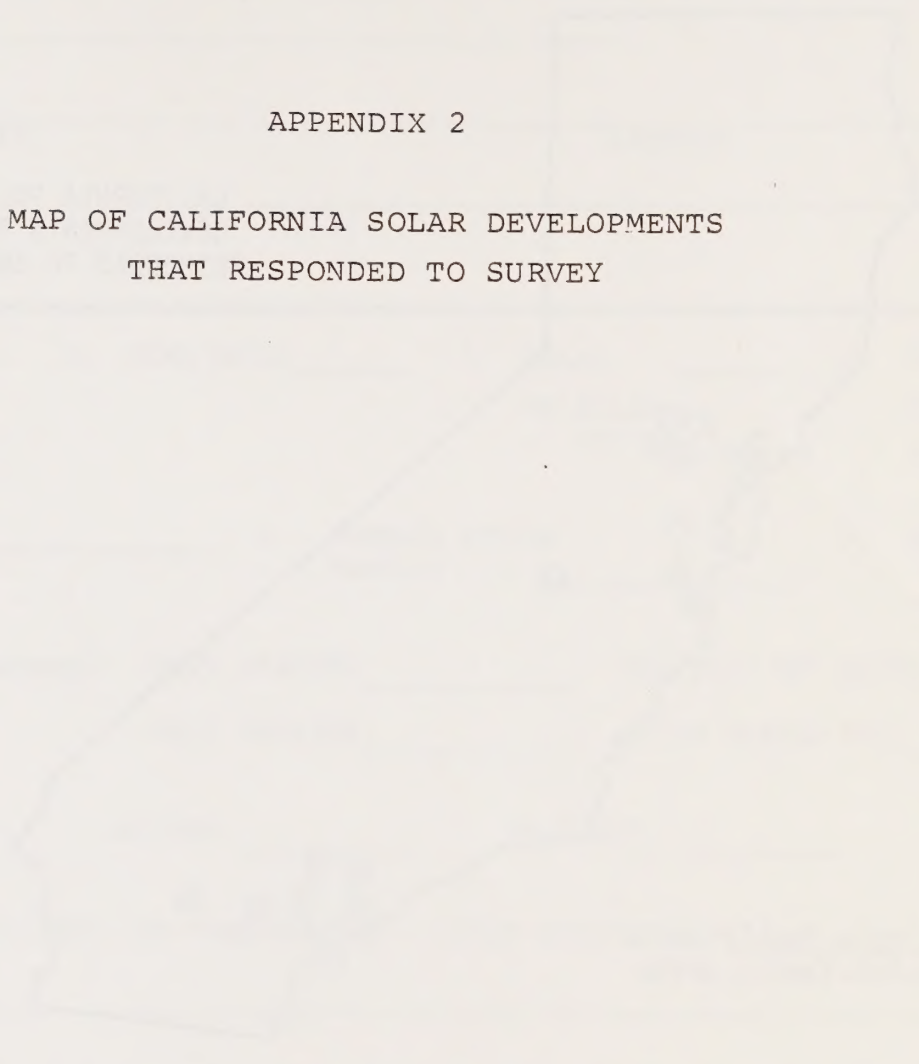 APPENDIX 2
MAP OF CALIFORNIA SOLAR DEVELOPMENTS
THAT RESPONDED TO SURVEY